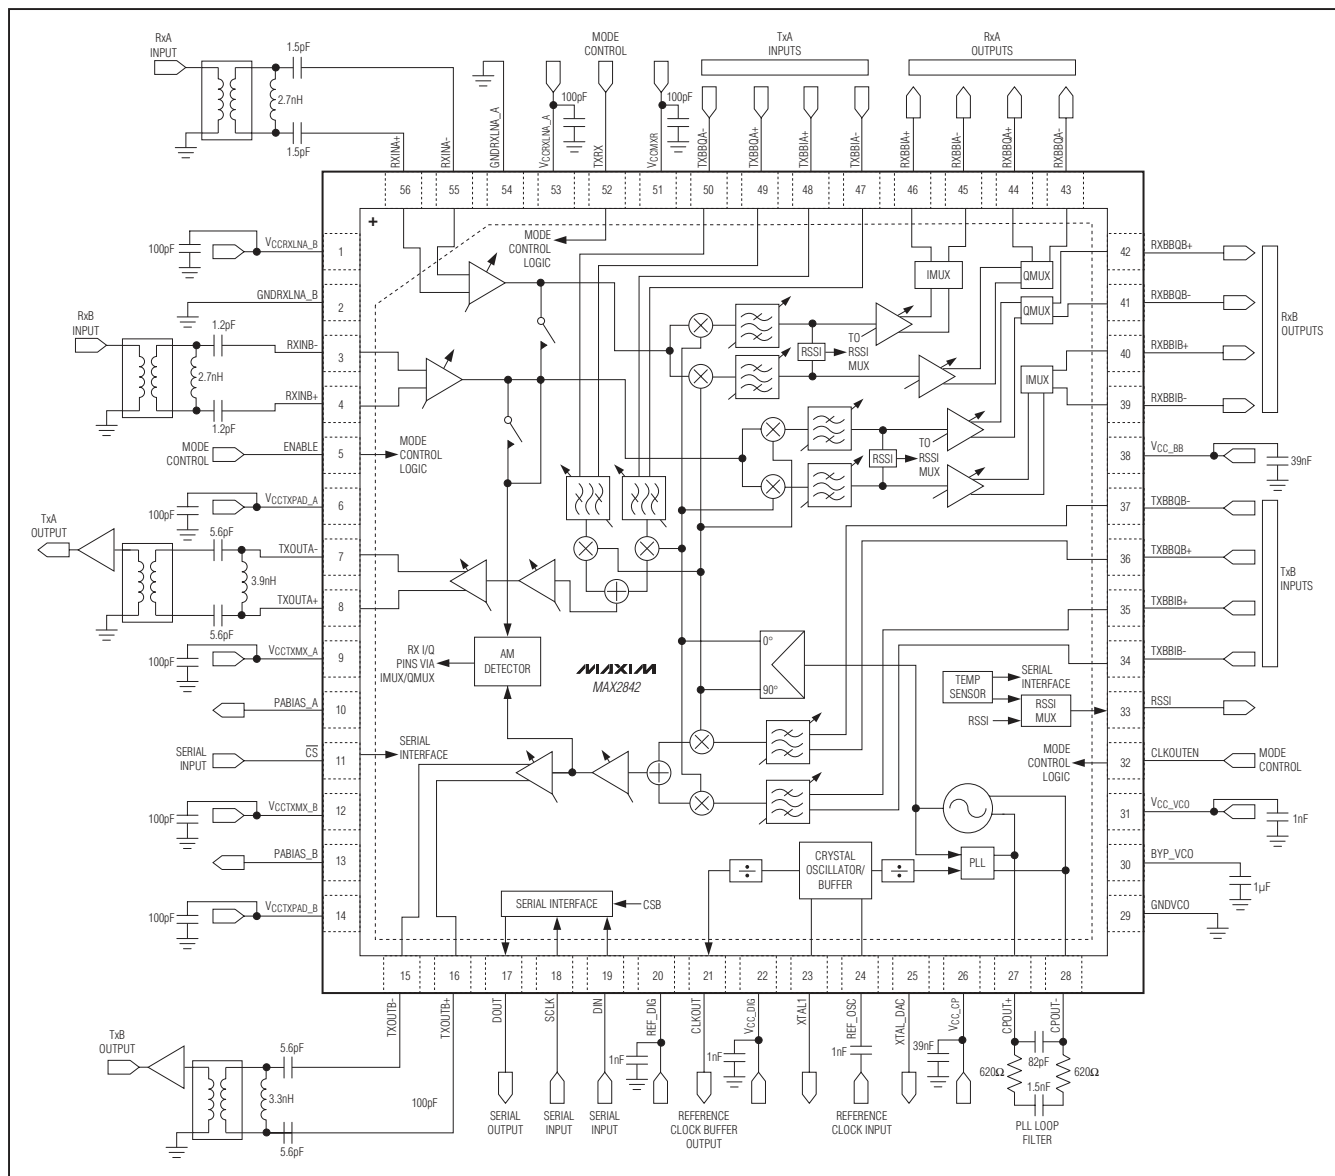 RxA
INPUT
1.5pF
2.7nH
1.5pF
MODE
CONTROL
100pF
100pF
TxA
INPUTS
RxA
OUTPUTS
RXINA+
RXINA-
GNDRXLNA_A
VCCRXLNA_A
TXRX
VCCMXR
TXBBQA-
TXBBQA+
TXBBIA+
TXBBIA-
RXBBIA+
RXBBIA-
RXBBQA+
RXBBQA-
56
55
54
53
52
51
50
49
48
47
46
45
44
43
+
100pF
VCCRXLNA_B
1
GNDRXLNA_B
2
RxB
INPUT
1.2pF
2.7nH
1.2pF
RXINB-
3
RXINB+
4
MODE
CONTROL
ENABLE
5
MODE
CONTROL
LOGIC
100pF
VCCTXPAD_A
6
TxA
OUTPUT
5.6pF
3.9nH
5.6pF
TXOUTA-
7
TXOUTA+
8
100pF
VCCTXMX_A
9
PABIAS_A
10
SERIAL
INPUT
CS
11
SERIAL
INTERFACE
100pF
VCCTXMX_B
12
PABIAS_B
13
100pF
VCCTXPAD_B
14
MODE
CONTROL
LOGIC
IMUX
QMUX
QMUX
IMUX
RSSI
TO
RSSI
MUX
RSSI
TO
RSSI
MUX
RX I/Q
PINS VIA
IMUX/QMUX
AM
DETECTOR
MAXIM
MAX2842
0°
90°
TEMP
SENSOR
SERIAL
INTERFACE
RSSI
RSSI
MUX
MODE
CONTROL
LOGIC
CRYSTAL
OSCILLATOR/
BUFFER
÷
÷
PLL
SERIAL INTERFACE
CSB
42
RXBBQB+
41
RXBBQB-
RxB
OUTPUTS
40
RXBBIB+
39
RXBBIB-
38
VCC_BB
39nF
37
TXBBQB-
36
TXBBQB+
TxB
INPUTS
35
TXBBIB+
34
TXBBIB-
33
RSSI
32
CLKOUTEN
MODE
CONTROL
31
VCC_VCO
1nF
30
BYP_VCO
1µF
29
GNDVCO
15
16
17
18
19
20
21
22
23
24
25
26
27
28
TXOUTB-
TXOUTB+
DOUT
SCLK
DIN
REF_DIG
CLKOUT
VCC_DIG
XTAL1
REF_OSC
XTAL_DAC
VCC_CP
CPOUT+
CPOUT-
TxB
OUTPUT
5.6pF
3.3nH
5.6pF
100pF
1nF
1nF
1nF
39nF
82pF
620Ω
620Ω
1.5nF
SERIAL
OUTPUT
SERIAL
INPUT
SERIAL
INPUT
REFERENCE
CLOCK BUFFER
OUTPUT
REFERENCE
CLOCK INPUT
PLL LOOP
FILTER